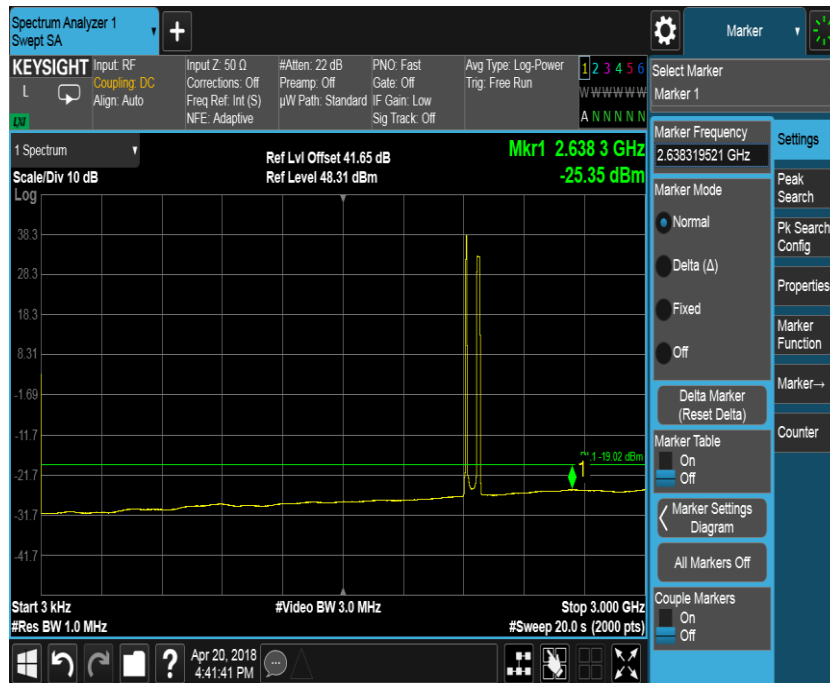 Spectrum Analyzer 1
Swept SA
+
Marker
KEYSIGHT
L
LXI
Input: RF
Coupling: DC
Align: Auto
Input Z: 50 Ω
Corrections: Off
Freq Ref: Int (S)
NFE: Adaptive
#Atten: 22 dB
Preamp: Off
µW Path: Standard
PNO: Fast
Gate: Off
IF Gain: Low
Sig Track: Off
Avg Type: Log-Power
Trig: Free Run
1 2 3 4 5 6
W W W W W W
A N N N N N
Select Marker
Marker 1
1 Spectrum
Scale/Div 10 dB
Log
Ref Lvl Offset 41.65 dB
Ref Level 48.31 dBm
Mkr1 2.638 3 GHz
-25.35 dBm
38.3
28.3
18.3
8.31
-1.69
-11.7
-21.7
-31.7
-41.7
-19.02 dBm
1
Start 3 kHz
#Res BW 1.0 MHz
#Video BW 3.0 MHz
Stop 3.000 GHz
#Sweep 20.0 s (2000 pts)
Marker Frequency
2.638319521 GHz
Marker Mode
Normal
Delta (Δ)
Fixed
Off
Delta Marker
(Reset Delta)
Marker Table
On
Off
Marker Settings
Diagram
All Markers Off
Couple Markers
On
Off
Settings
Peak
Search
Pk Search
Config
Properties
Marker
Function
Marker→
Counter
?
Apr 20, 2018
4:41:41 PM